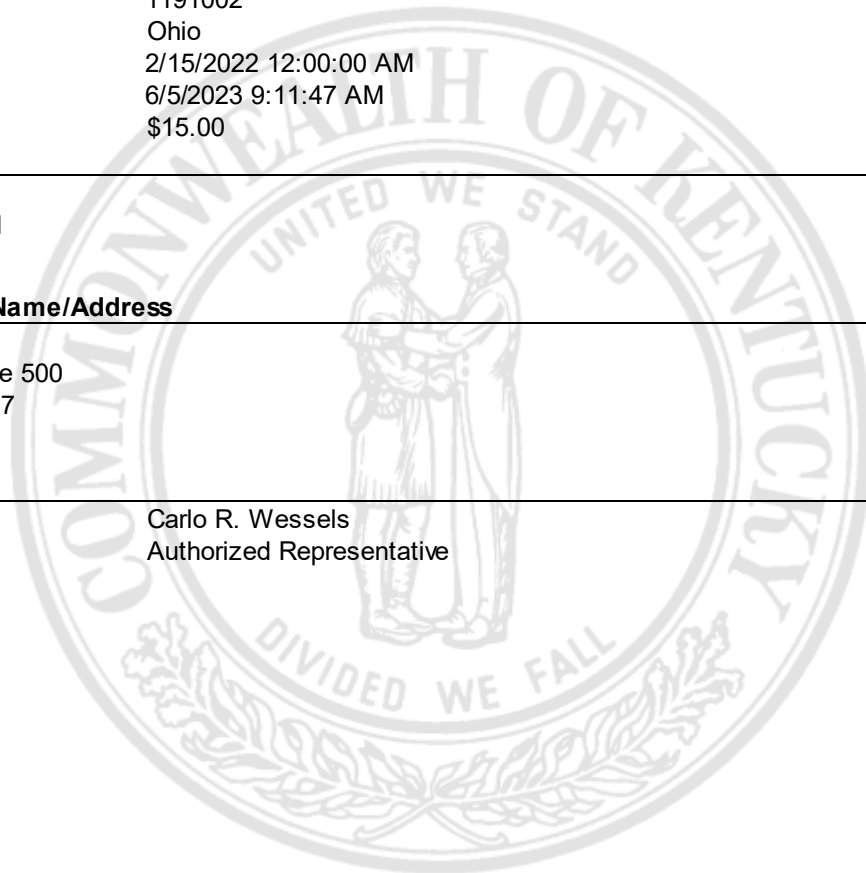 1191002
Ohio
2/15/2022 12:00:00 AM
6/5/2023 9:11:47 AM
$15.00
Name/Address
e 500
7
Carlo R. Wessels
Authorized Representative
COMMONWEALTH OF KENTUCKY
UNITED WE STAND
DIVIDED WE FALL